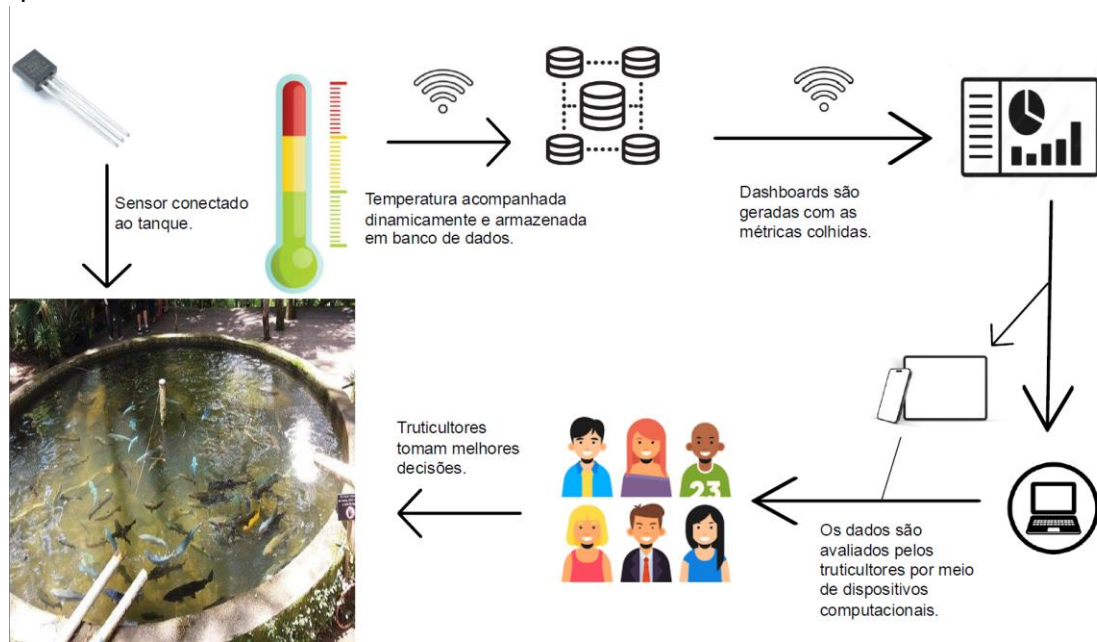 Sensor conectado
ao tanque.
Temperatura acompanhada
dinamicamente e armazenada
em banco de dados.
Dashboards são
geradas com as
métricas colhidas.
Truticultores
tomam melhores
decisões.
23
Os dados são
avaliados pelos
truticultores por meio
de dispositivos
computacionais.